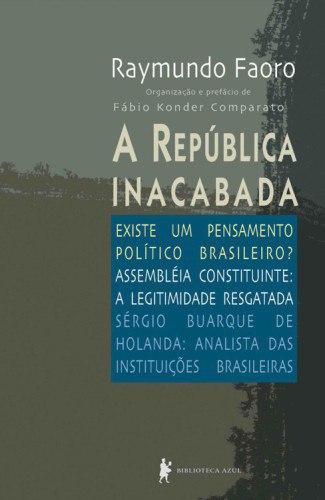 Raymundo Faoro
Organização e prefácio de
Fábio Konder Comparato
A República
inacabada
Existe um pensamento
político brasileiro?
Assembléia constituinte:
a legitimidade resgatada
Sérgio Buarque de
Holanda: analista das
instituições brasileiras
Biblioteca Azul